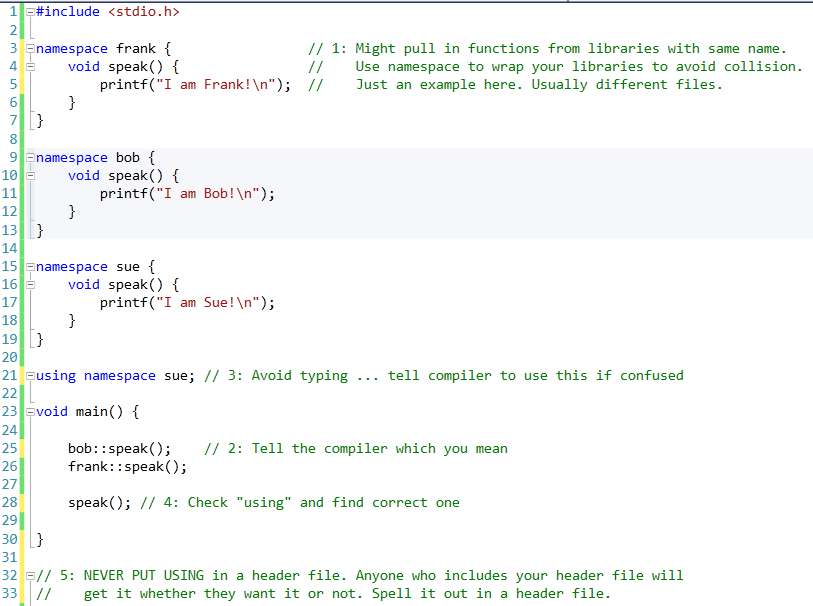 1 #include <stdio.h>
2
3 namespace frank { // 1: Might pull in functions from libraries with same name.
4 void speak() { // Use namespace to wrap your libraries to avoid collision.
5 printf("I am Frank!\n"); // Just an example here. Usually different files.
6 }
7 }
8
9 namespace bob {
10 void speak() {
11 printf("I am Bob!\n");
12 }
13 }
14
15 namespace sue {
16 void speak() {
17 printf("I am Sue!\n");
18 }
19 }
20
21 using namespace sue; // 3: Avoid typing ... tell compiler to use this if confused
22
23 void main() {
24
25 bob::speak(); // 2: Tell the compiler which you mean
26 frank::speak();
27
28 speak(); // 4: Check "using" and find correct one
29
30 }
31
32 // 5: NEVER PUT USING in a header file. Anyone who includes your header file will
33 // get it whether they want it or not. Spell it out in a header file.